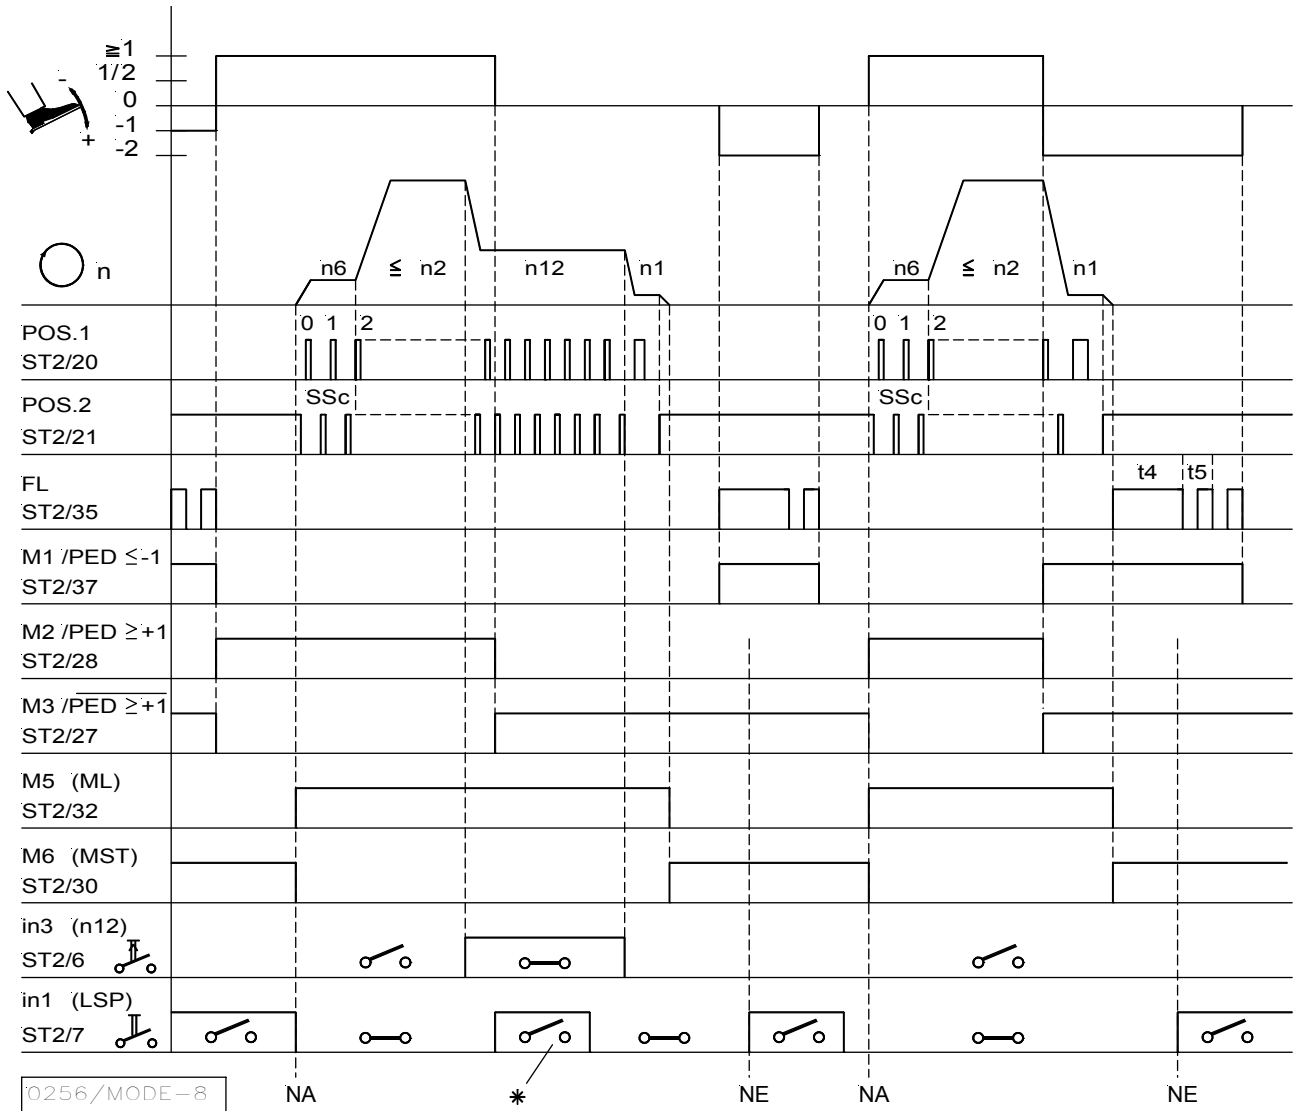 ≧1
1/2
-
0
-1
+
-2
n
n6
≦ n2
n12
n1
n6
≦ n2
n1
0 1 2
0 1 2
POS.1
ST2/20
SSc
SSc
POS.2
ST2/21
t4
t5
FL
ST2/35
M1 /PED ≤-1
ST2/37
M2 /PED ≥+1
ST2/28
M3 /PED ≥+1
ST2/27
M5 (ML)
ST2/32
M6 (MST)
ST2/30
in3 (n12)
ST2/6
in1 (LSP)
ST2/7
0256/MODE-8
NA
*
NE
NA
NE